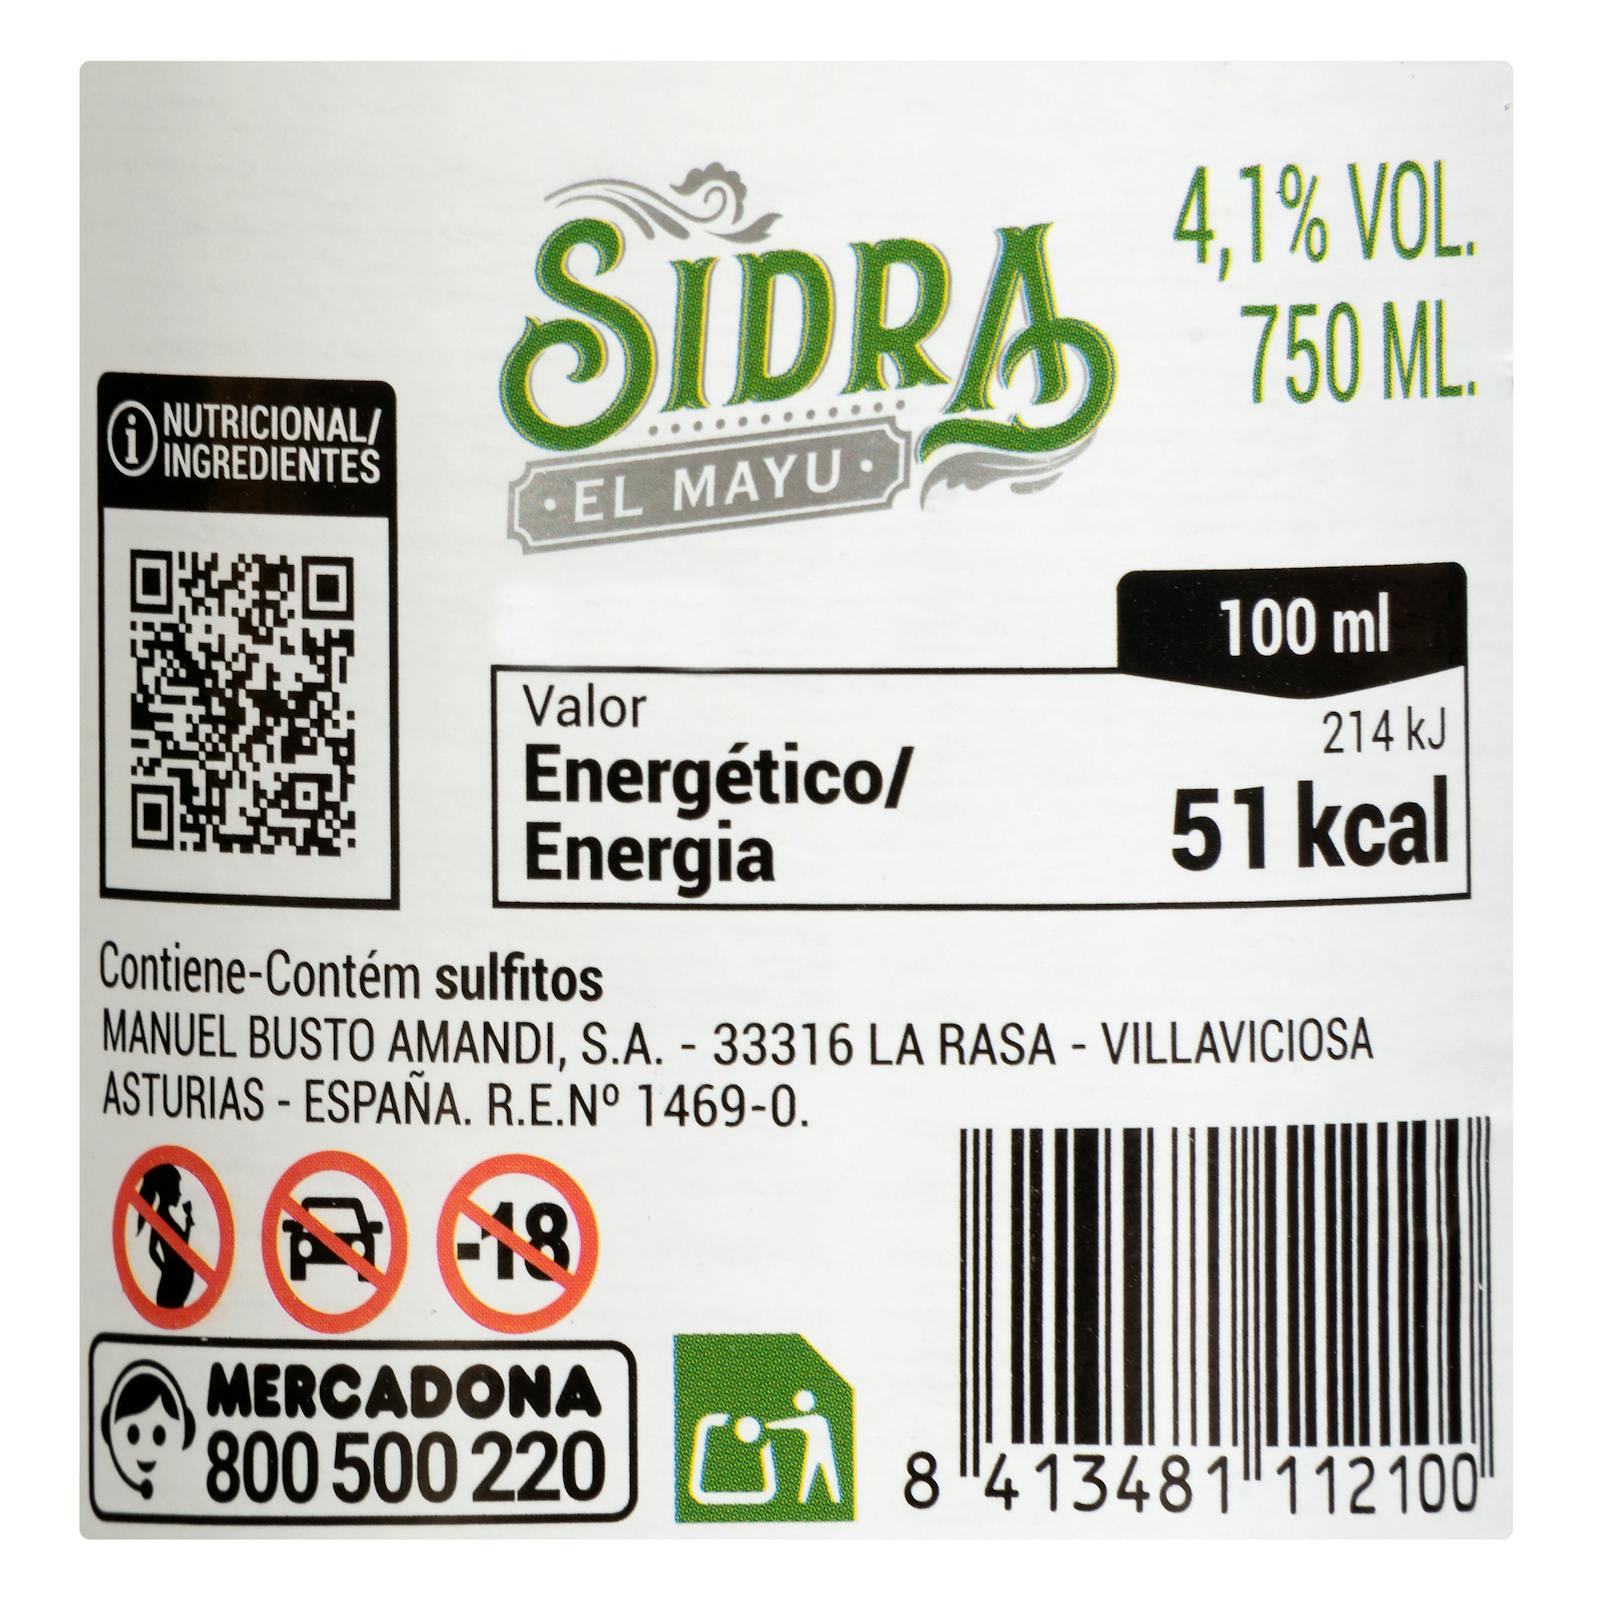 4,1% VOL.
750 ML.
SIDRA
· EL MAYU ·
i NUTRICIONAL/
INGREDIENTES
100 ml
Valor
Energético/
Energia
214 kJ
51 kcal
Contiene-Contém sulfitos
MANUEL BUSTO AMANDI, S.A. - 33316 LA RASA - VILLAVICIOSA
ASTURIAS - ESPAÑA. R.E.Nº 1469-O.
-18
MERCADONA
800 500 220
8 413481 112100